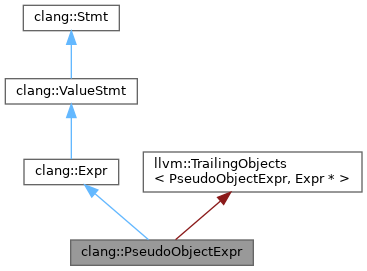 clang::Stmt
clang::ValueStmt
clang::Expr
llvm::TrailingObjects
< PseudoObjectExpr, Expr * >
clang::PseudoObjectExpr